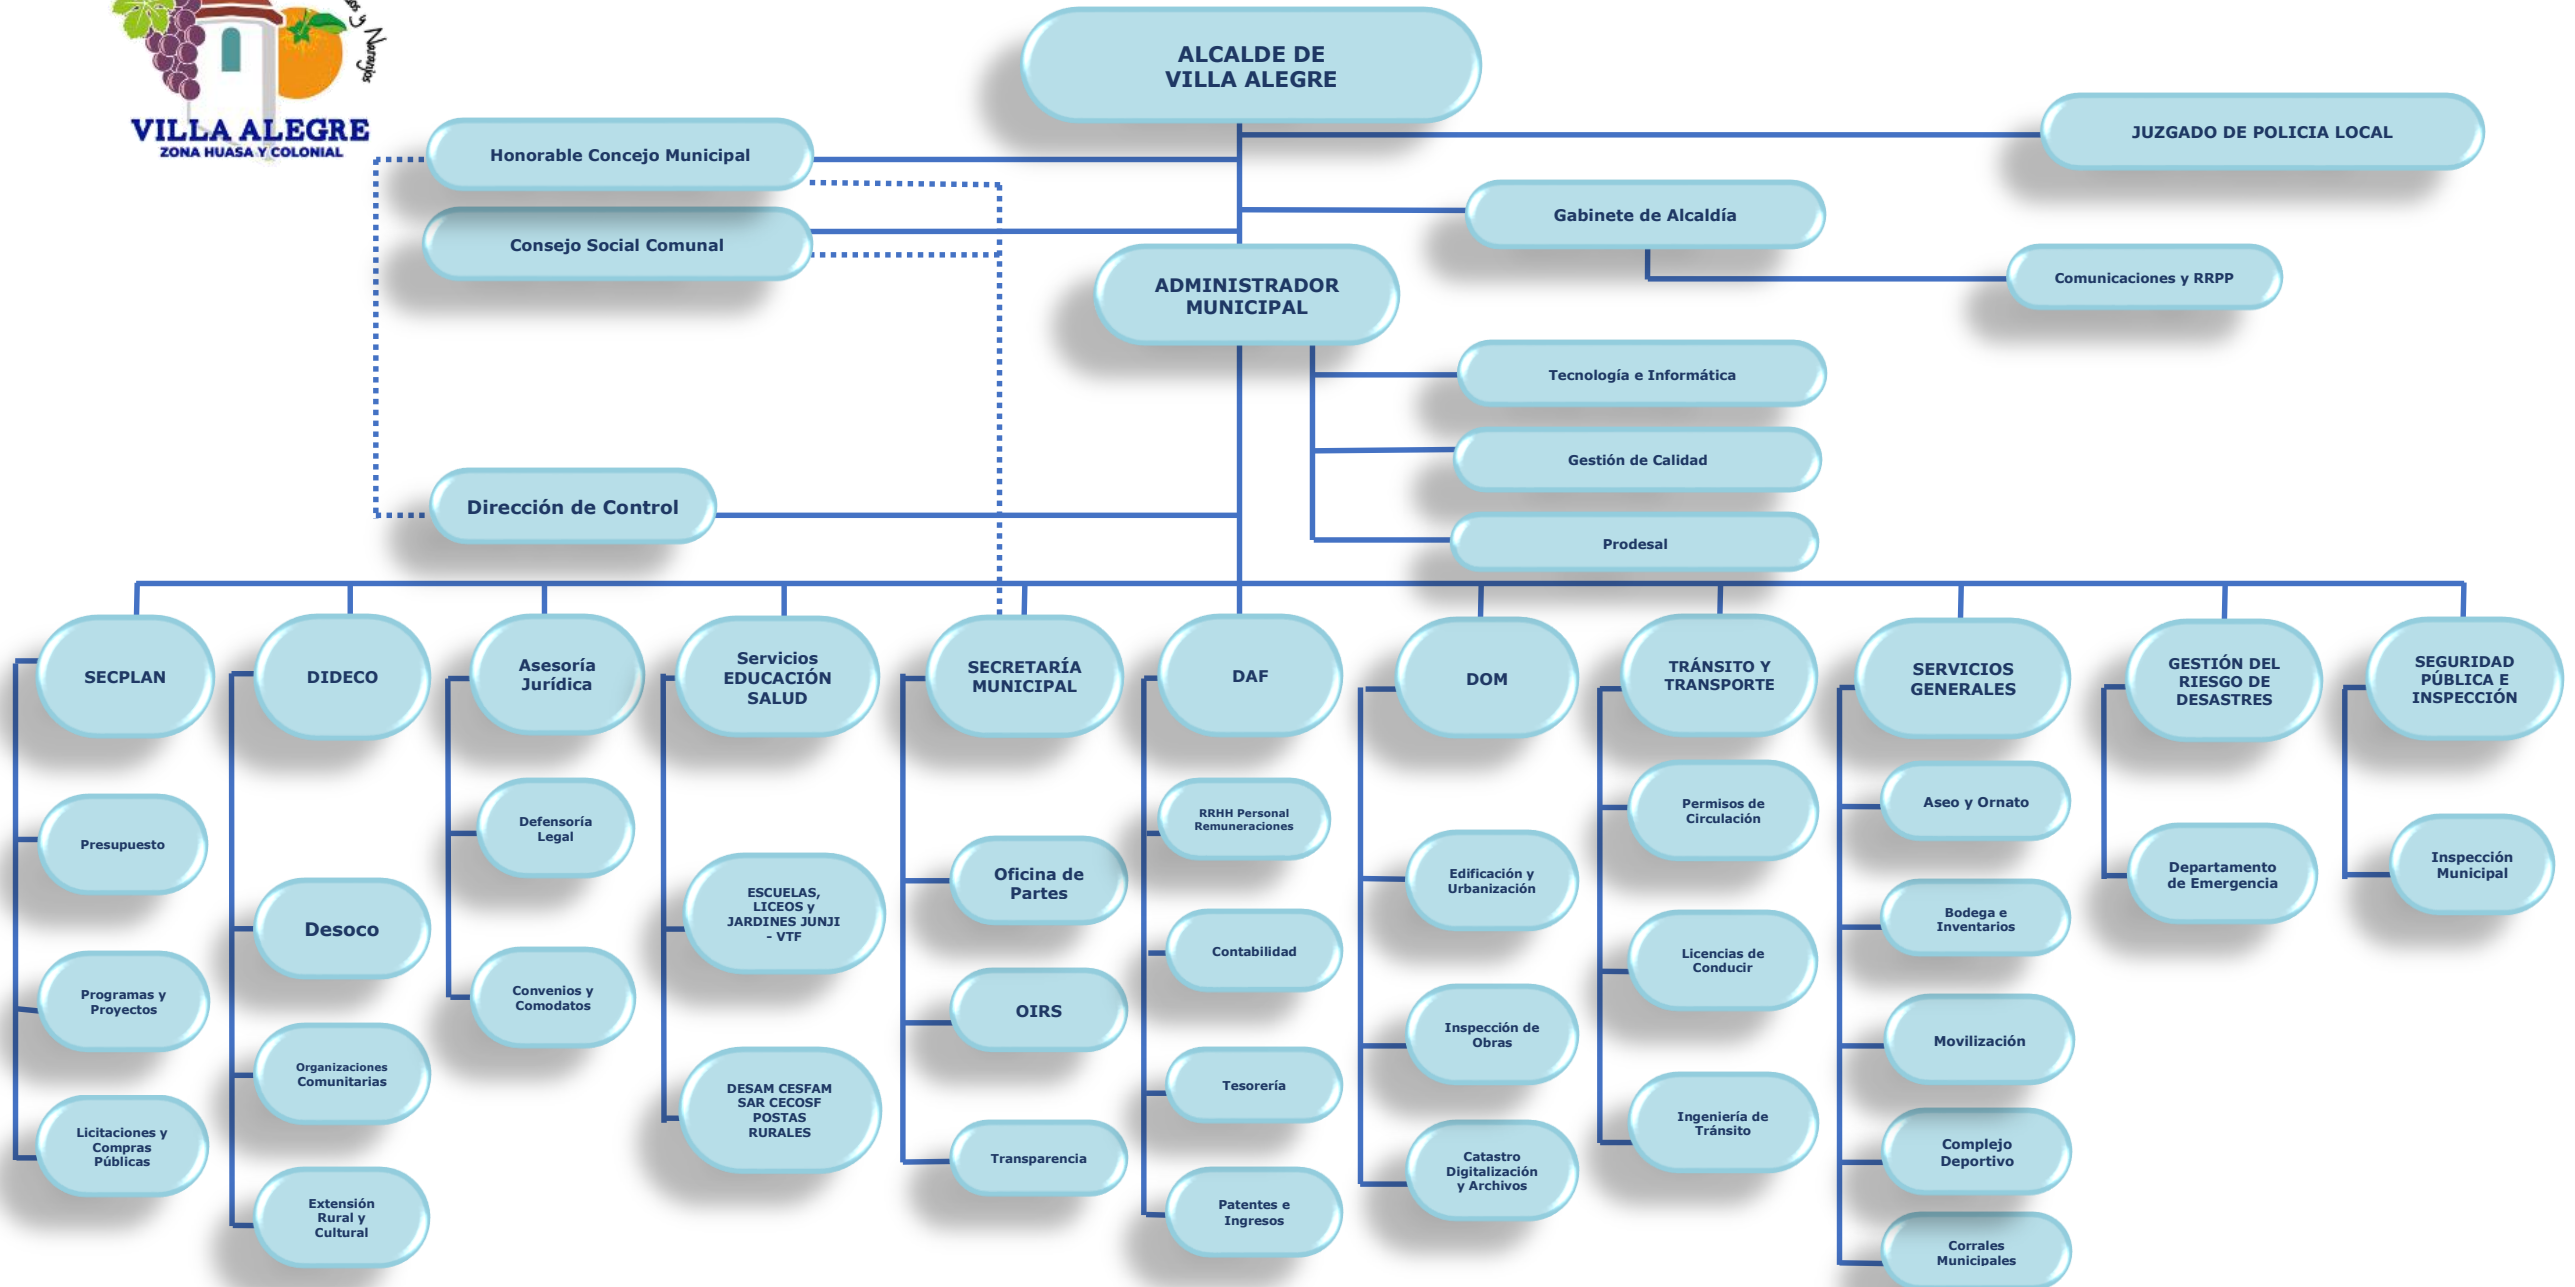 y Naranjos
VILLA ALEGRE
ZONA HUASA Y COLONIAL
ALCALDE DE
VILLA ALEGRE
JUZGADO DE POLICIA LOCAL
Honorable Concejo Municipal
Gabinete de Alcaldía
Consejo Social Comunal
Comunicaciones y RRPP
ADMINISTRADOR
MUNICIPAL
Tecnología e Informática
Gestión de Calidad
Dirección de Control
Prodesal
SECPLAN
Presupuesto
Programas y
Proyectos
Licitaciones y
Compras
Públicas
DIDECO
Desoco
Organizaciones
Comunitarias
Extensión
Rural y
Cultural
Asesoría
Jurídica
Defensoría
Legal
Convenios y
Comodatos
Servicios
EDUCACIÓN
SALUD
ESCUELAS,
LICEOS y
JARDINES JUNJI
- VTF
DESAM CESFAM
SAR CECOSF
POSTAS
RURALES
SECRETARÍA
MUNICIPAL
Oficina de
Partes
OIRS
Transparencia
DAF
RRHH Personal
Remuneraciones
Contabilidad
Tesorería
Patentes e
Ingresos
DOM
Edificación y
Urbanización
Inspección de
Obras
Catastro
Digitalización
y Archivos
TRÁNSITO Y
TRANSPORTE
Permisos de
Circulación
Licencias de
Conducir
Ingeniería de
Tránsito
SERVICIOS
GENERALES
Aseo y Ornato
Bodega e
Inventarios
Movilización
Complejo
Deportivo
Corrales
Municipales
GESTIÓN DEL
RIESGO DE
DESASTRES
Departamento
de Emergencia
SEGURIDAD
PÚBLICA E
INSPECCIÓN
Inspección
Municipal